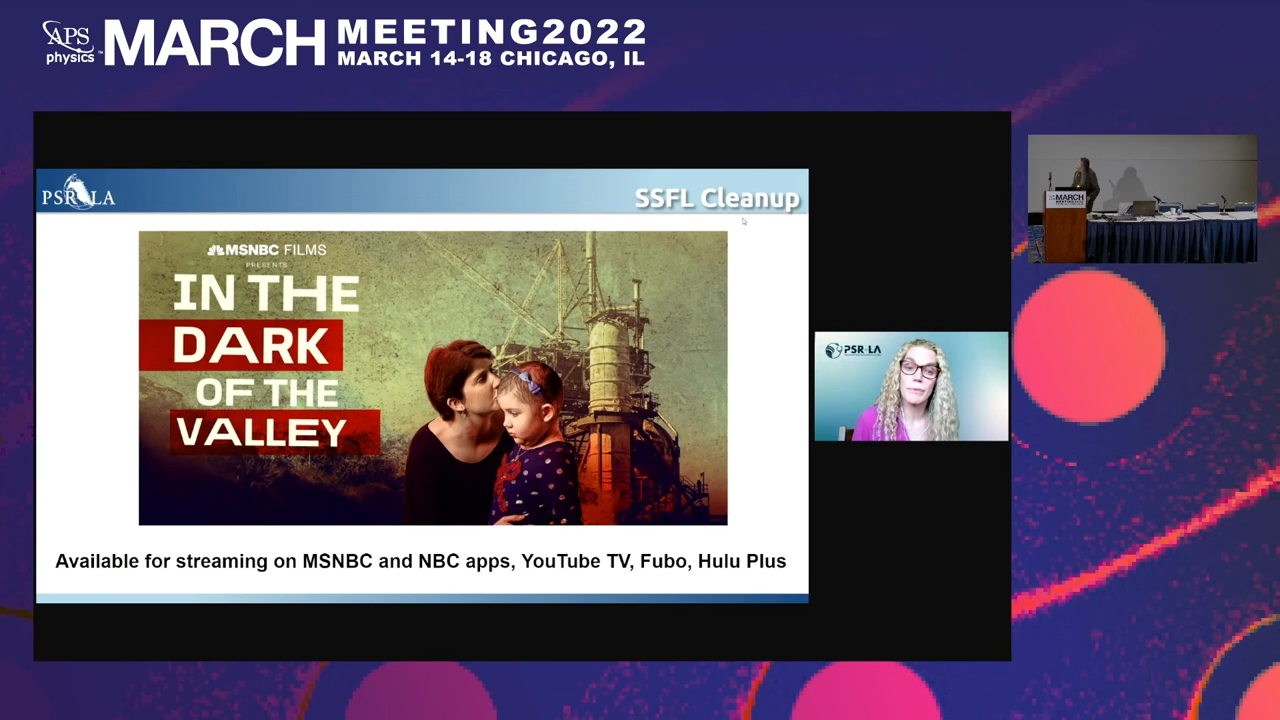 APS
physics
MARCH
MEETING2022
MARCH 14-18 CHICAGO, IL
PSR LA
SSFL Cleanup
MSNBC FILMS
PRESENTS
IN THE
DARK
OF THE
VALLEY
Available for streaming on MSNBC and NBC apps, YouTube TV, Fubo, Hulu Plus
PSR-LA
MARCH